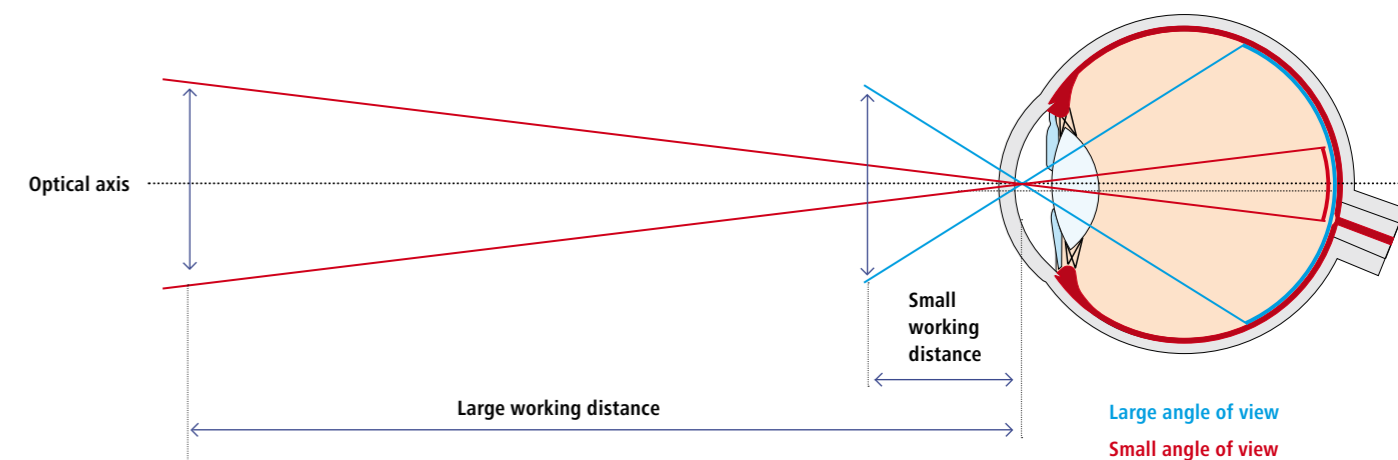 Optical axis
Small
working
distance
Large working distance
Large angle of view
Small angle of view